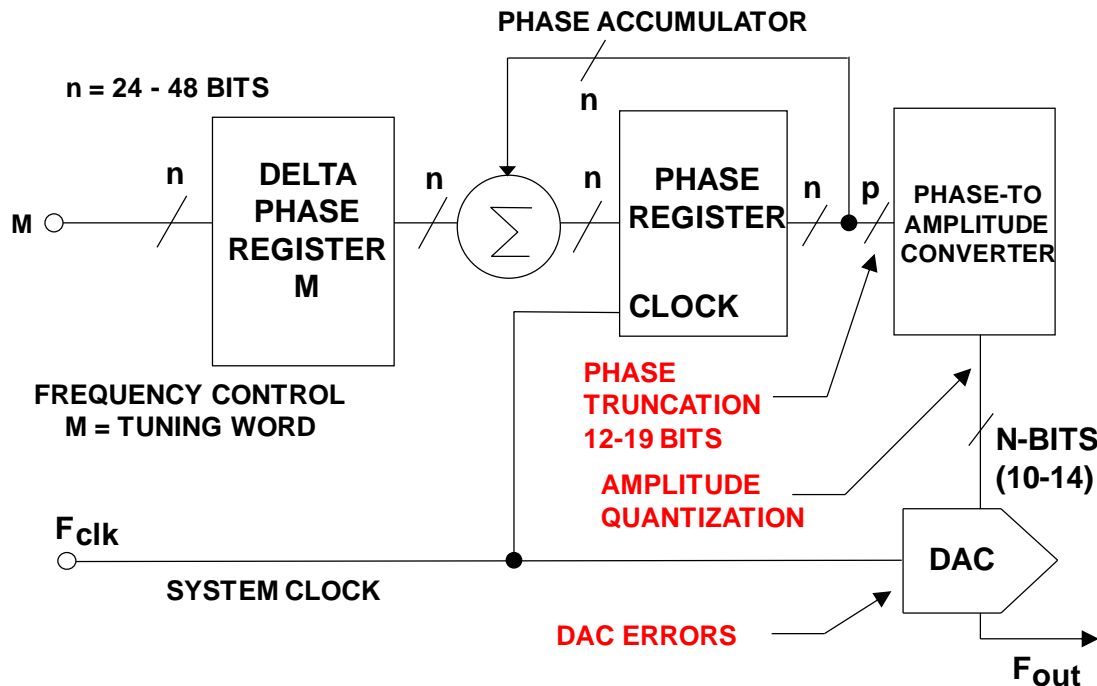 PHASE ACCUMULATOR
n = 24 - 48 BITS
n
n
DELTA
PHASE
REGISTER
M
n
n
n
p
M
Σ
PHASE
REGISTER
CLOCK
PHASE-TO
AMPLITUDE
CONVERTER
FREQUENCY CONTROL
M = TUNING WORD
PHASE
TRUNCATION
12-19 BITS
N-BITS
(10-14)
AMPLITUDE
QUANTIZATION
Fclk
SYSTEM CLOCK
DAC
DAC ERRORS
Fout